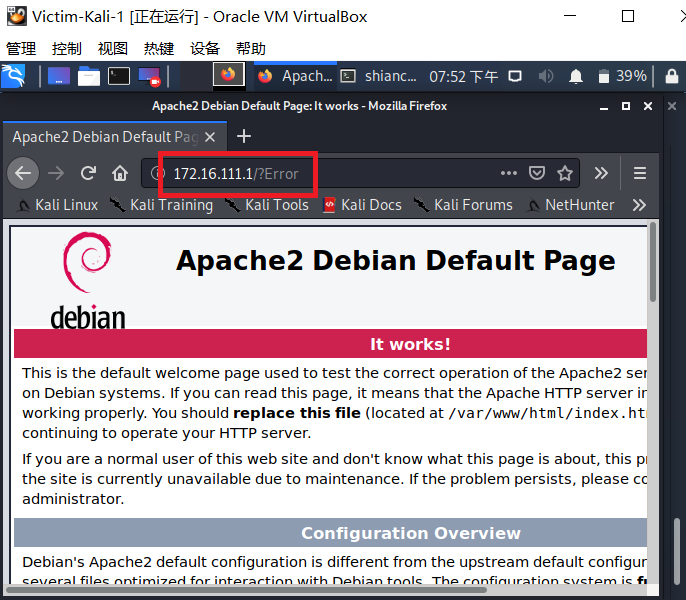 Victim-Kali-1 [正在运行] - Oracle VM VirtualBox
管理 控制 视图 热键 设备 帮助
Apach... shianc... 07:52 下午 39%
Apache2 Debian Default Page: It works - Mozilla Firefox
Apache2 Debian Default Pag
172.16.111.1/?Error
Kali Linux Kali Training Kali Tools Kali Docs Kali Forums NetHunter
debian
Apache2 Debian Default Page
It works!
This is the default welcome page used to test the correct operation of the Apache2 ser
on Debian systems. If you can read this page, it means that the Apache HTTP server in
working properly. You should replace this file (located at /var/www/html/index.ht
continuing to operate your HTTP server.
If you are a normal user of this web site and don't know what this page is about, this pr
the site is currently unavailable due to maintenance. If the problem persists, please co
administrator.
Configuration Overview
Debian's Apache2 default configuration is different from the upstream default configur
several files optimized for interaction with Debian tools. The configuration system is